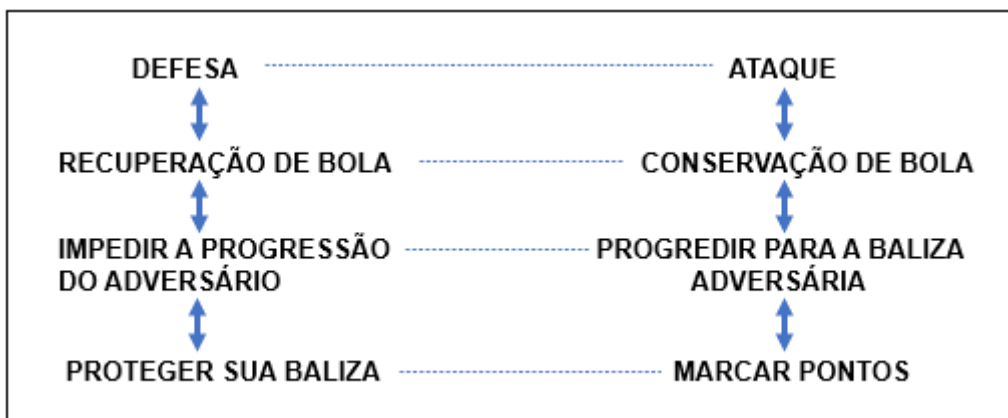 DEFESA
ATAQUE
RECUPERAÇÃO DE BOLA
CONSERVAÇÃO DE BOLA
IMPEDIR A PROGRESSÃO
DO ADVERSÁRIO
PROGREDIR PARA A BALIZA
ADVERSÁRIA
PROTEGER SUA BALIZA
MARCAR PONTOS